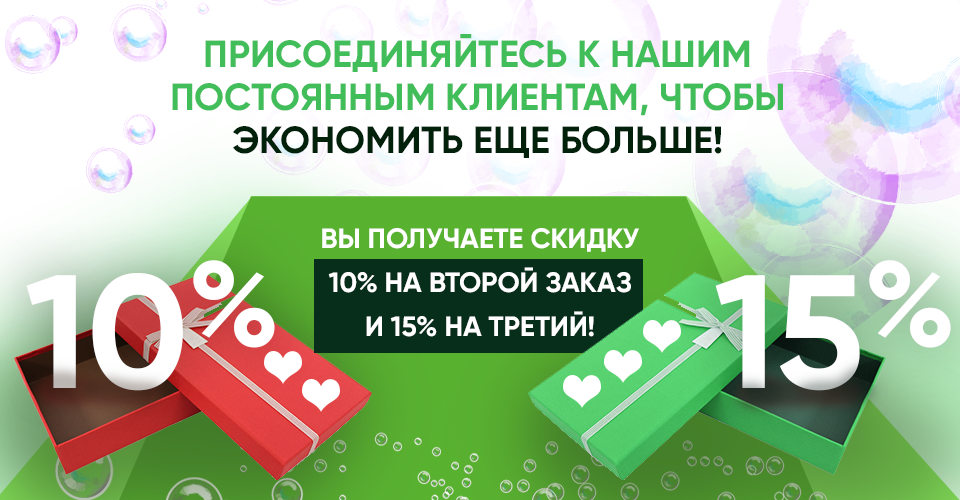 ПРИСОЕДИНЯЙТЕСЬ К НАШИМ
ПОСТОЯННЫМ КЛИЕНТАМ, ЧТОБЫ
ЭКОНОМИТЬ ЕЩЕ БОЛЬШЕ!
ВЫ ПОЛУЧАЕТЕ СКИДКУ
10% НА ВТОРОЙ ЗАКАЗ
И 15% НА ТРЕТИЙ!
10%
15%